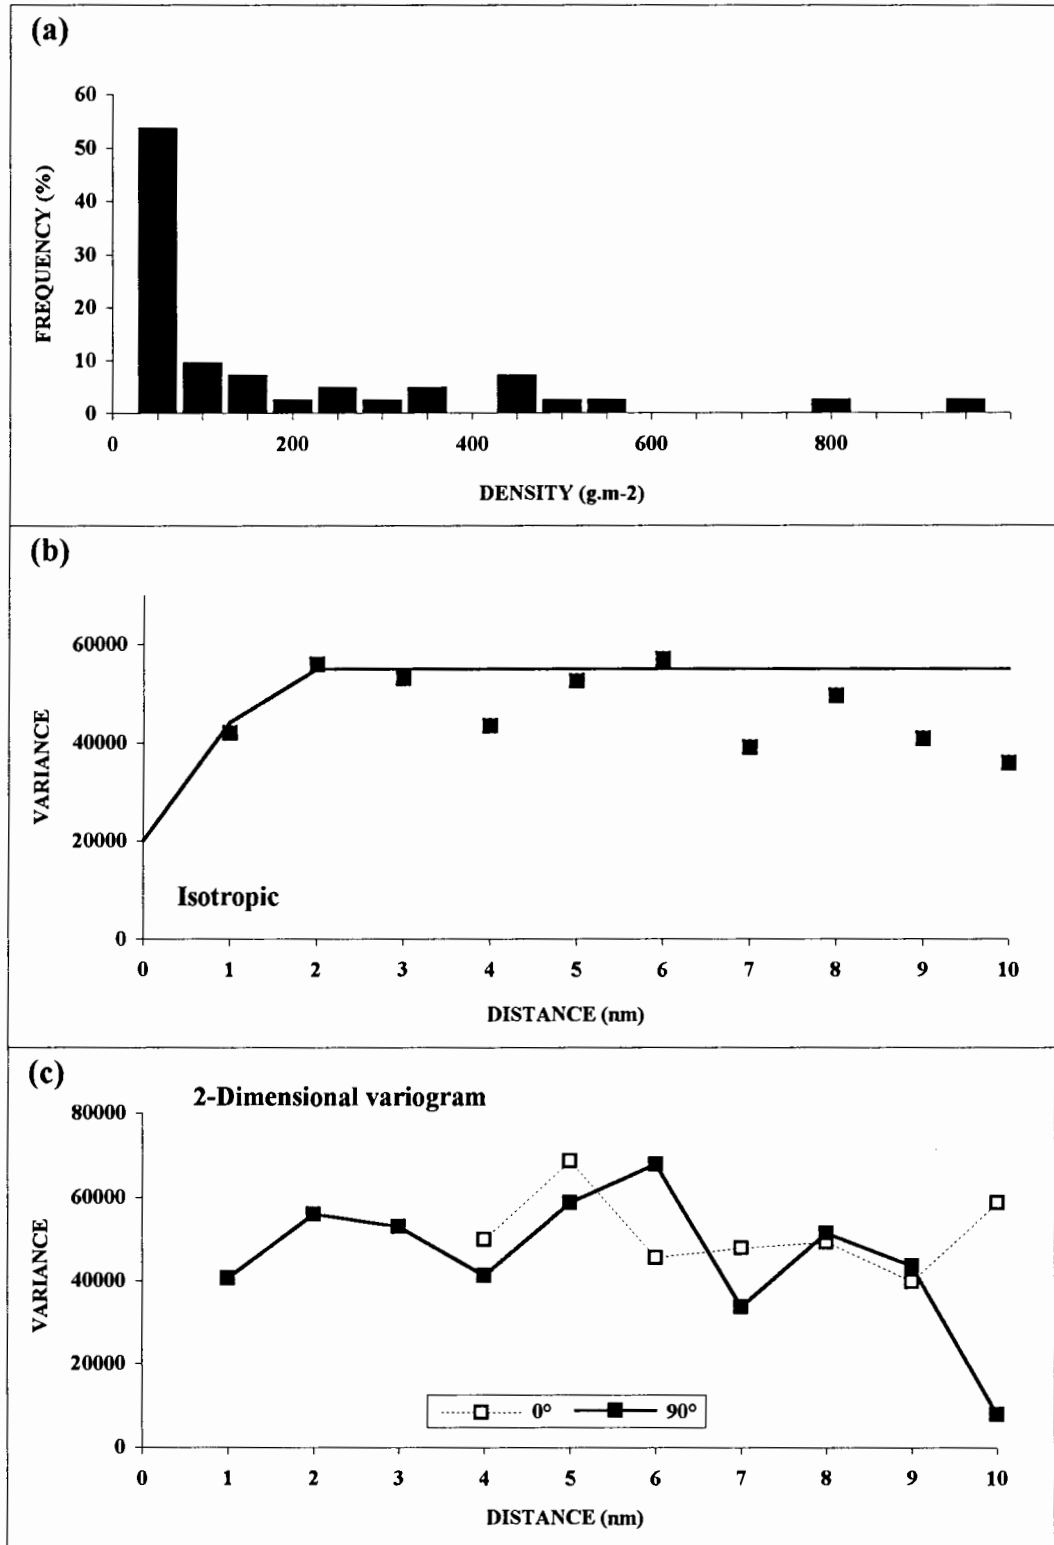 (a)
60
50
40
30
20
10
0
FREQUENCY (%)
0 200 400 600 800
DENSITY (g.m-2)
(b)
60000
40000
20000
0
VARIANCE
Isotropic
0 1 2 3 4 5 6 7 8 9 10
DISTANCE (nm)
(c)
2-Dimensional variogram
80000
60000
40000
20000
0
VARIANCE
0° 90°
0 1 2 3 4 5 6 7 8 9 10
DISTANCE (nm)